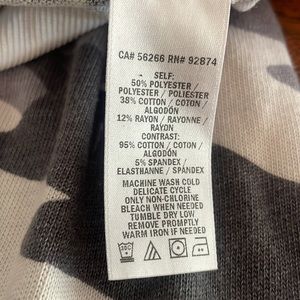 CA# 56266 RN# 92874
SELF:
50% POLYESTER /
POLYESTER / POLIESTER
38% COTTON / COTON /
ALGODÓN
12% RAYON / RAYONNE /
RAYÓN
CONTRAST:
95% COTTON / COTON /
ALGODÓN
5% SPANDEX /
ELASTHANNE / SPANDEX
MACHINE WASH COLD
DELICATE CYCLE
ONLY NON-CHLORINE
BLEACH WHEN NEEDED
TUMBLE DRY LOW
REMOVE PROMPTLY
WARM IRON IF NEEDED